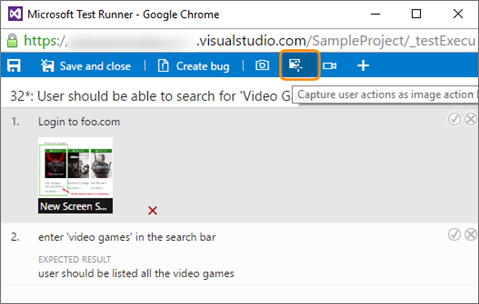 Microsoft Test Runner - Google Chrome
https:/ .visualstudio.com/SampleProject/_testExecu
Save and close Create bug
32*: User should be able to search for 'Video G
Capture user actions as image action
1. Login to foo.com
New Screen S...
2. enter 'video games' in the search bar
EXPECTED RESULT
user should be listed all the video games